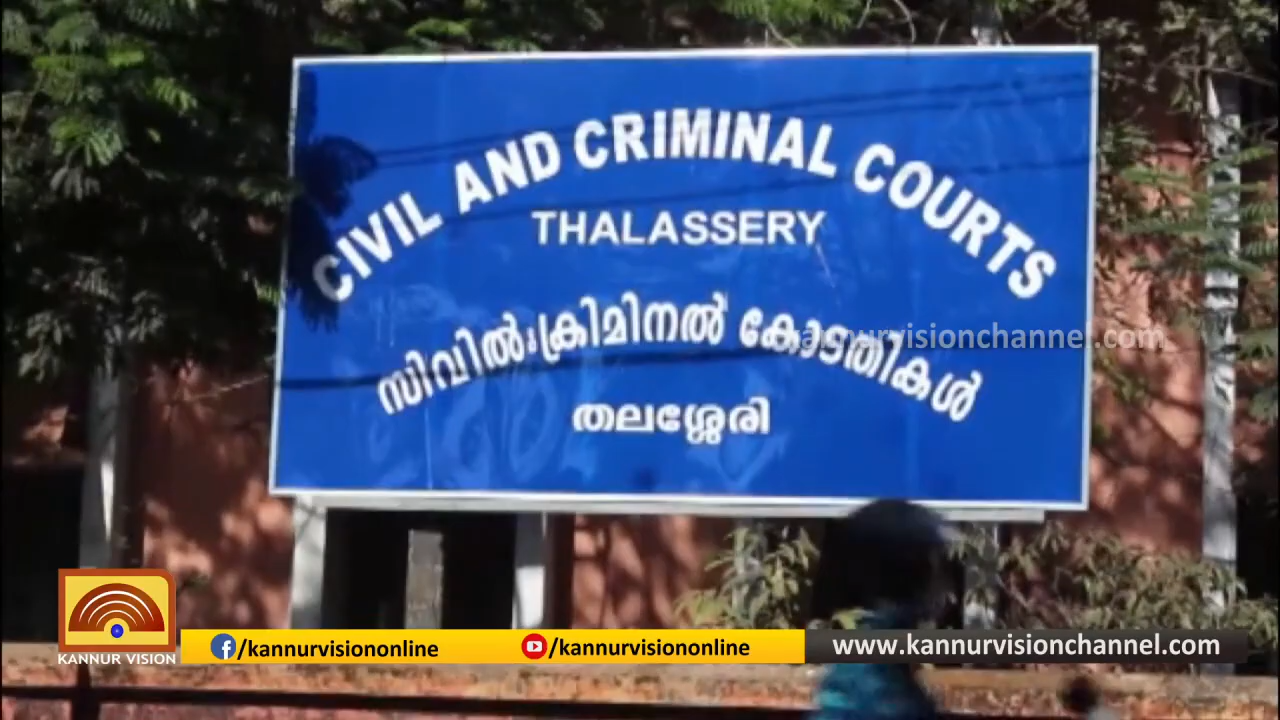 CIVIL AND CRIMINAL COURTS
THALASSERY
സിവിൽ&ക്രിമിനൽ കോടതികൾ
തലശ്ശേരി
kannurvisionchannel.com
KANNUR VISION
/kannurvisiononline
/kannurvisiononline
www.kannurvisionchannel.com